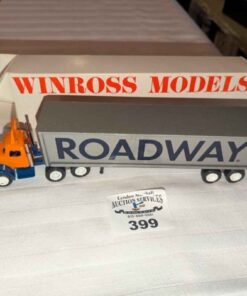 WINROSS MODELS
ROADWAY
AUCTION SERVICES
399